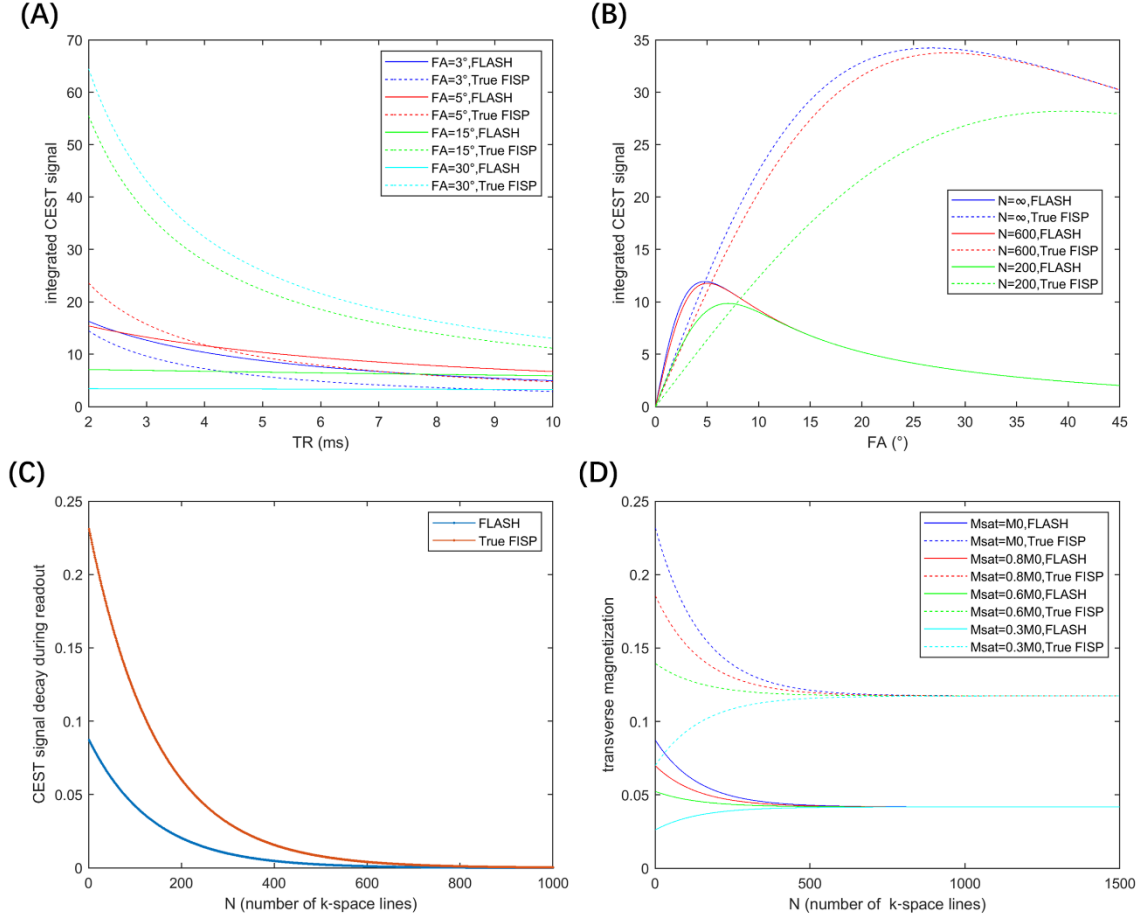 (A)
70
60
50
40
30
20
10
0
integrated CEST signal
2 3 4 5 6 7 8 9 10
TR (ms)
FA=3°,FLASH
FA=3°,True FISP
FA=5°,FLASH
FA=5°,True FISP
FA=15°,FLASH
FA=15°,True FISP
FA=30°,FLASH
FA=30°,True FISP
(B)
35
30
25
20
15
10
5
0
integrated CEST signal
0 5 10 15 20 25 30 35 40 45
FA (°)
N=∞,FLASH
N=∞,True FISP
N=600,FLASH
N=600,True FISP
N=200,FLASH
N=200,True FISP
(C)
0.25
0.2
0.15
0.1
0.05
0
CEST signal decay during readout
0 200 400 600 800 1000
N (number of k-space lines)
FLASH
True FISP
(D)
0.25
0.2
0.15
0.1
0.05
0
transverse magnetization
0 500 1000 1500
N (number of k-space lines)
Msat=M0,FLASH
Msat=M0,True FISP
Msat=0.8M0,FLASH
Msat=0.8M0,True FISP
Msat=0.6M0,FLASH
Msat=0.6M0,True FISP
Msat=0.3M0,FLASH
Msat=0.3M0,True FISP